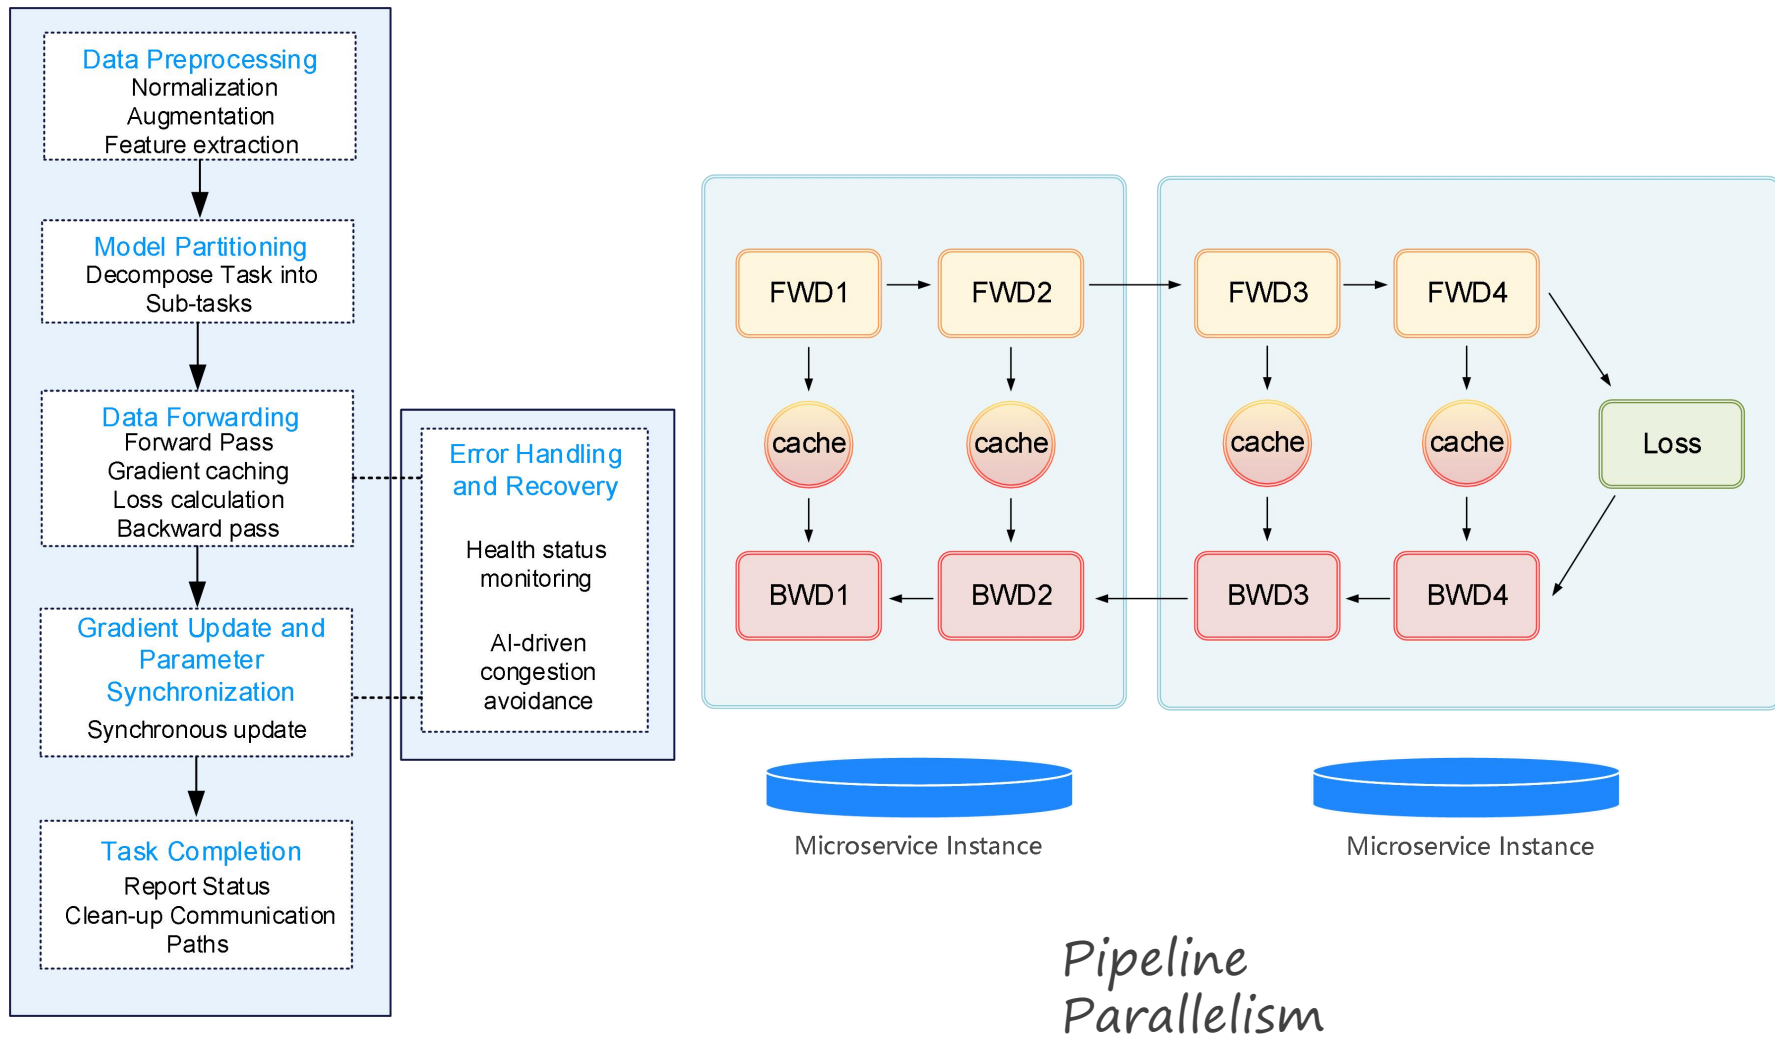 Data Preprocessing
Normalization
Augmentation
Feature extraction
Model Partitioning
Decompose Task into
Sub-tasks
Data Forwarding
Forward Pass
Gradient caching
Loss calculation
Backward pass
Gradient Update and
Parameter
Synchronization
Synchronous update
Task Completion
Report Status
Clean-up Communication
Paths
Error Handling
and Recovery
Health status
monitoring
AI-driven
congestion
avoidance
FWD1
FWD2
FWD3
FWD4
cache
cache
cache
cache
Loss
BWD1
BWD2
BWD3
BWD4
Microservice Instance
Microservice Instance
Pipeline
Parallelism